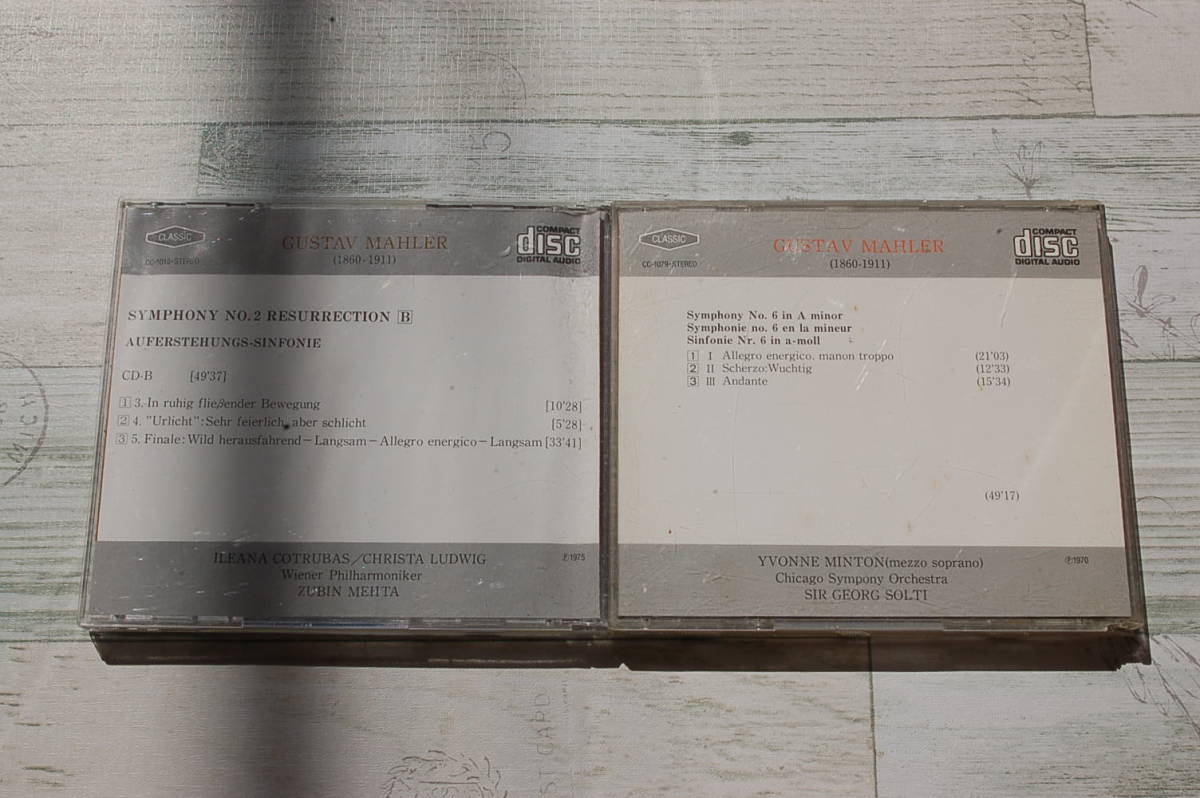 CLASSIC
GUSTAV MAHLER
(1860-1911)
COMPACT
disc
DIGITAL AUDIO
SYMPHONY NO.2 RESURRECTION B
AUFERSTEHUNGS-SINFONIE
CD-B [49'37]
1 3. In ruhig fließender Bewegung [10'28]
2 4. "Urlicht":Sehr feierlich, aber schlicht [5'28]
3 5. Finale: Wild herausfahrend－Langsam－Allegro energico－Langsam [33'41]
ILEANA COTRUBAS/CHRISTA LUDWIG
Wiener Philharmoniker
ZUBIN MEHTA
℗1975
CLASSIC
CC-1079・STEREO
GUSTAV MAHLER
(1860-1911)
COMPACT
disc
DIGITAL AUDIO
Symphony No. 6 in A minor
Symphonie no. 6 en la mineur
Sinfonie Nr. 6 in a-moll
1 I Allegro energico. manon troppo (21'03)
2 II Scherzo:Wuchtig (12'33)
3 III Andante (15'34)
(49'17)
YVONNE MINTON(mezzo soprano)
Chicago Sympony Orchestra
SIR GEORG SOLTI
℗1970
MICH